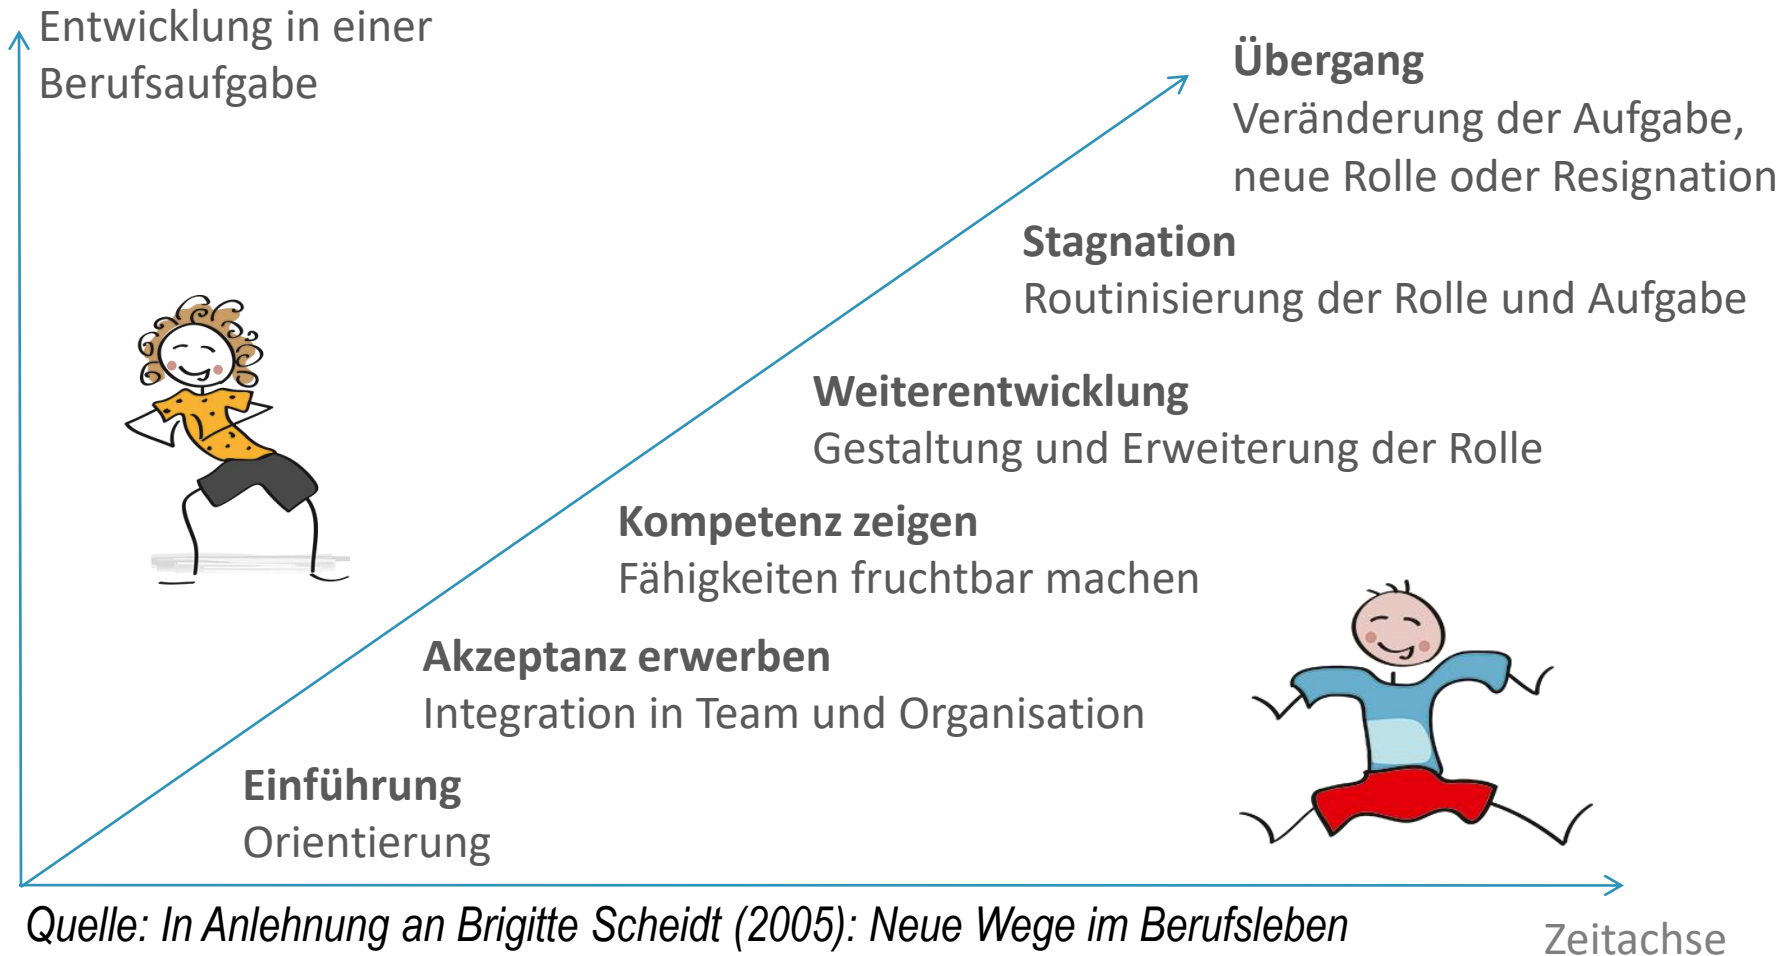 Entwicklung in einer
Berufsaufgabe
Übergang
Veränderung der Aufgabe,
neue Rolle oder Resignation
Stagnation
Routinisierung der Rolle und Aufgabe
Weiterentwicklung
Gestaltung und Erweiterung der Rolle
Kompetenz zeigen
Fähigkeiten fruchtbar machen
Akzeptanz erwerben
Integration in Team und Organisation
Einführung
Orientierung
Quelle: In Anlehnung an Brigitte Scheidt (2005): Neue Wege im Berufsleben
Zeitachse